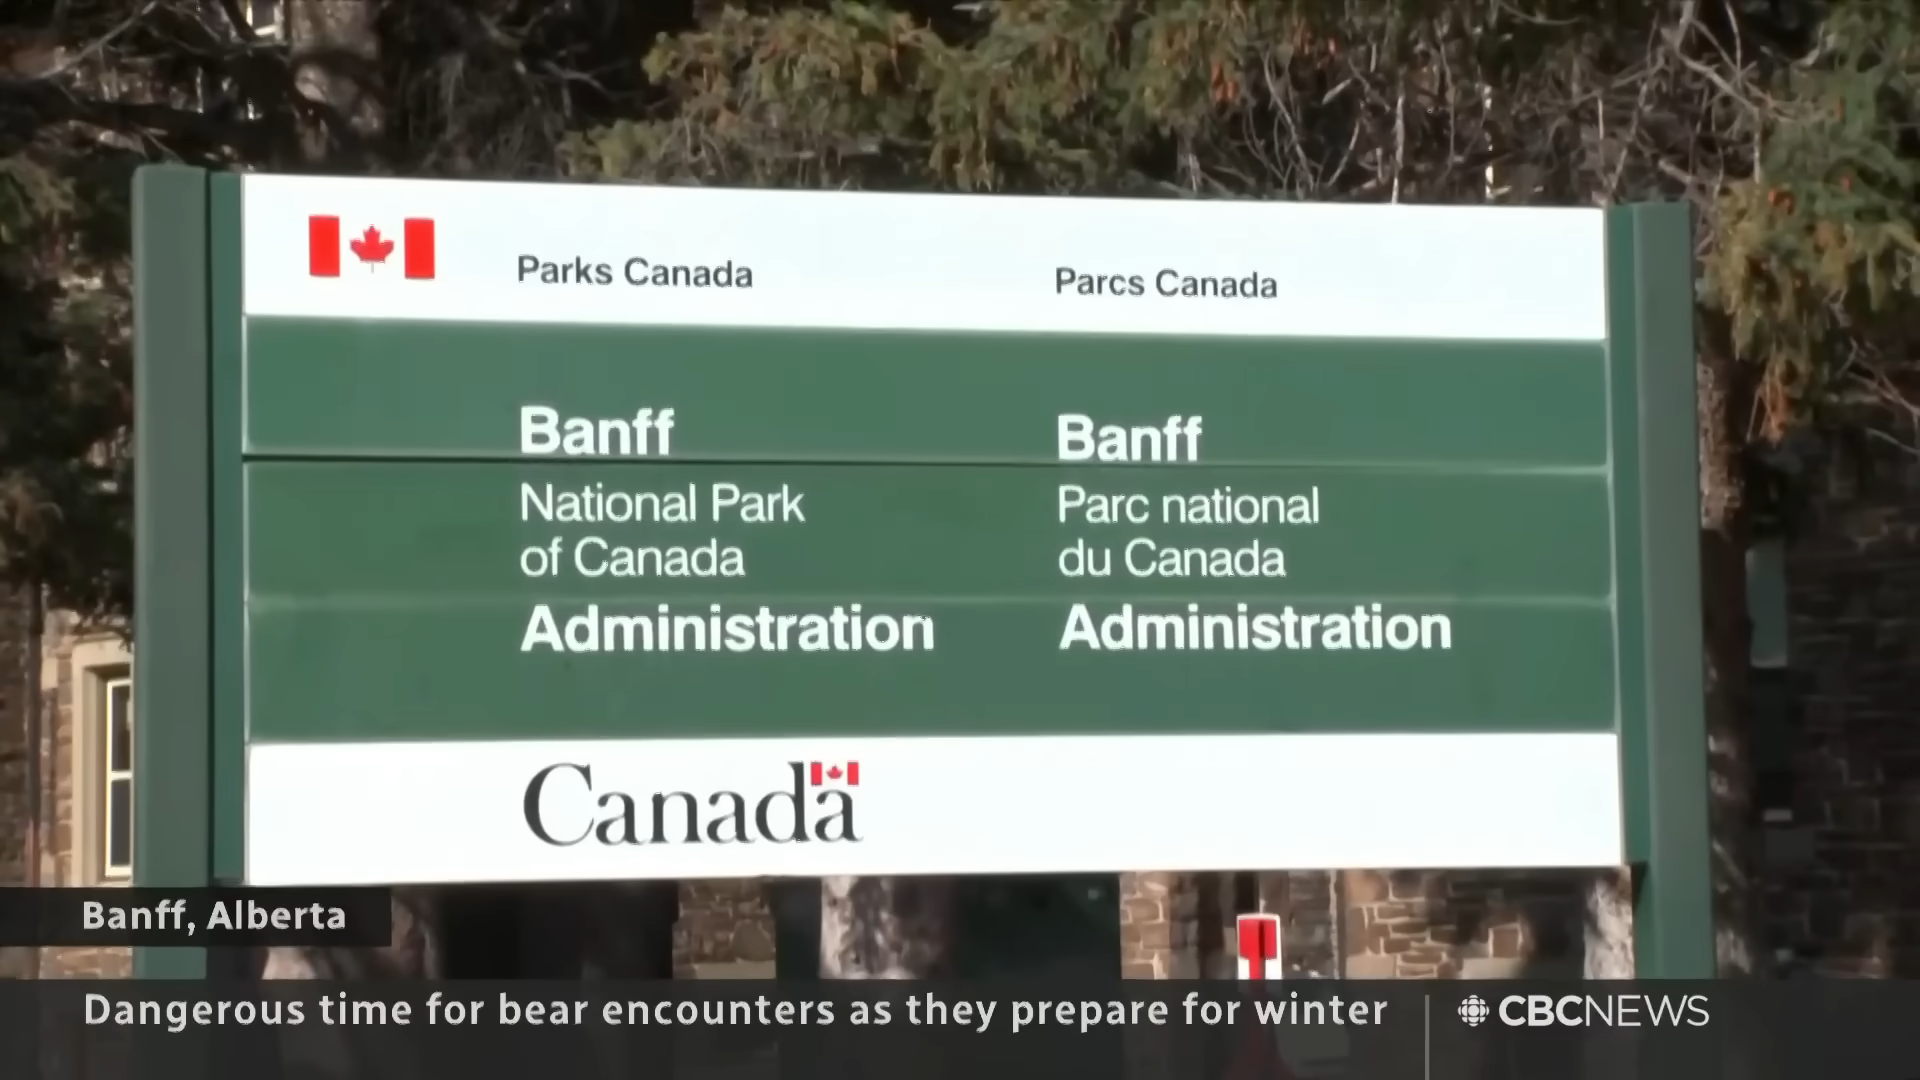 Parks Canada
Parcs Canada
Banff
National Park
of Canada
Administration
Banff
Parc national
du Canada
Administration
Canada
Banff, Alberta
Dangerous time for bear encounters as they prepare for winter
CBCNEWS